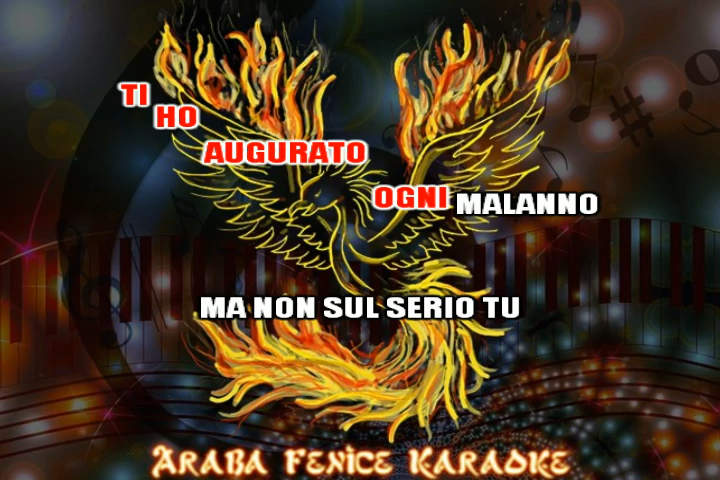 TI HO AUGURATO OGNI MALANNO
MA NON SUL SERIO TU
ARABA FENICE KARAOKE